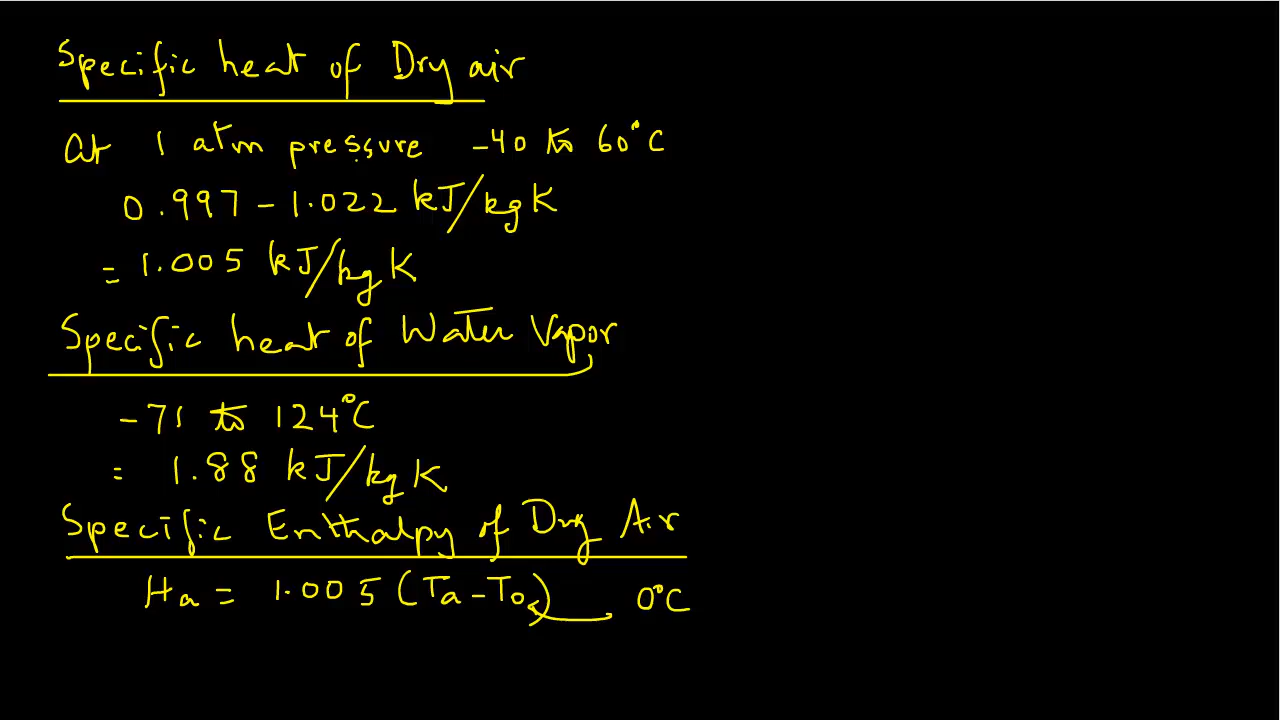 Specific heat of Dry air
At 1 atm pressure -40 to 60°C
0.997 - 1.022 kJ/kg K
= 1.005 kJ/kg K
Specific heat of Water Vapor
-71 to 124°C
= 1.88 kJ/kg K
Specific Enthalpy of Dry Air
Ha = 1.005 (Ta - To) 0°C